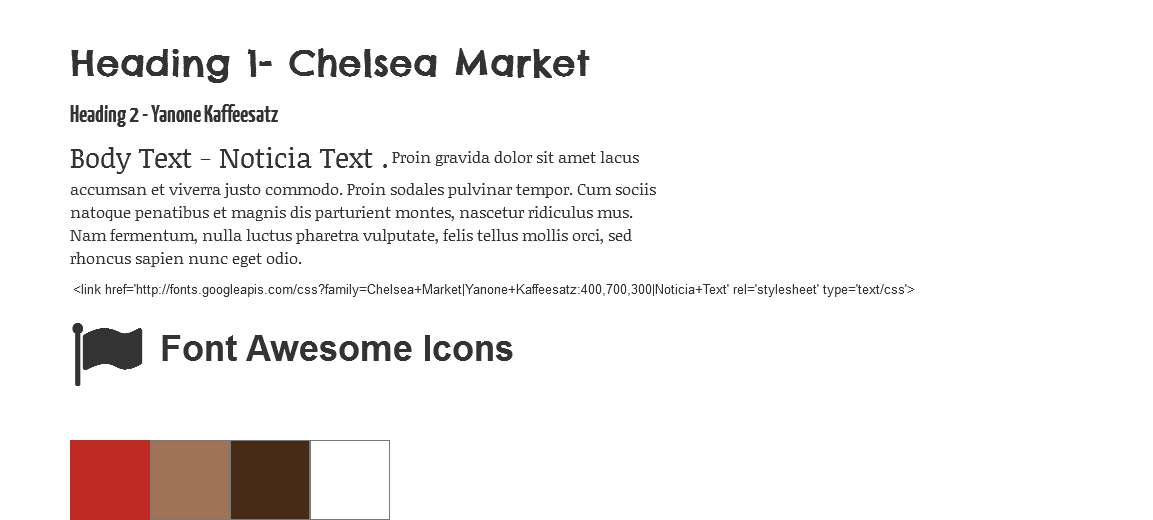 Heading 1- Chelsea Market
Heading 2 - Yanone Kaffeesatz
Body Text - Noticia Text . Proin gravida dolor sit amet lacus
accumsan et viverra justo commodo. Proin sodales pulvinar tempor. Cum sociis
natoque penatibus et magnis dis parturient montes, nascetur ridiculus mus.
Nam fermentum, nulla luctus pharetra vulputate, felis tellus mollis orci, sed
rhoncus sapien nunc eget odio.
<link href='http://fonts.googleapis.com/css?family=Chelsea+Market|Yanone+Kaffeesatz:400,700,300|Noticia+Text' rel='stylesheet' type='text/css'>
Font Awesome Icons